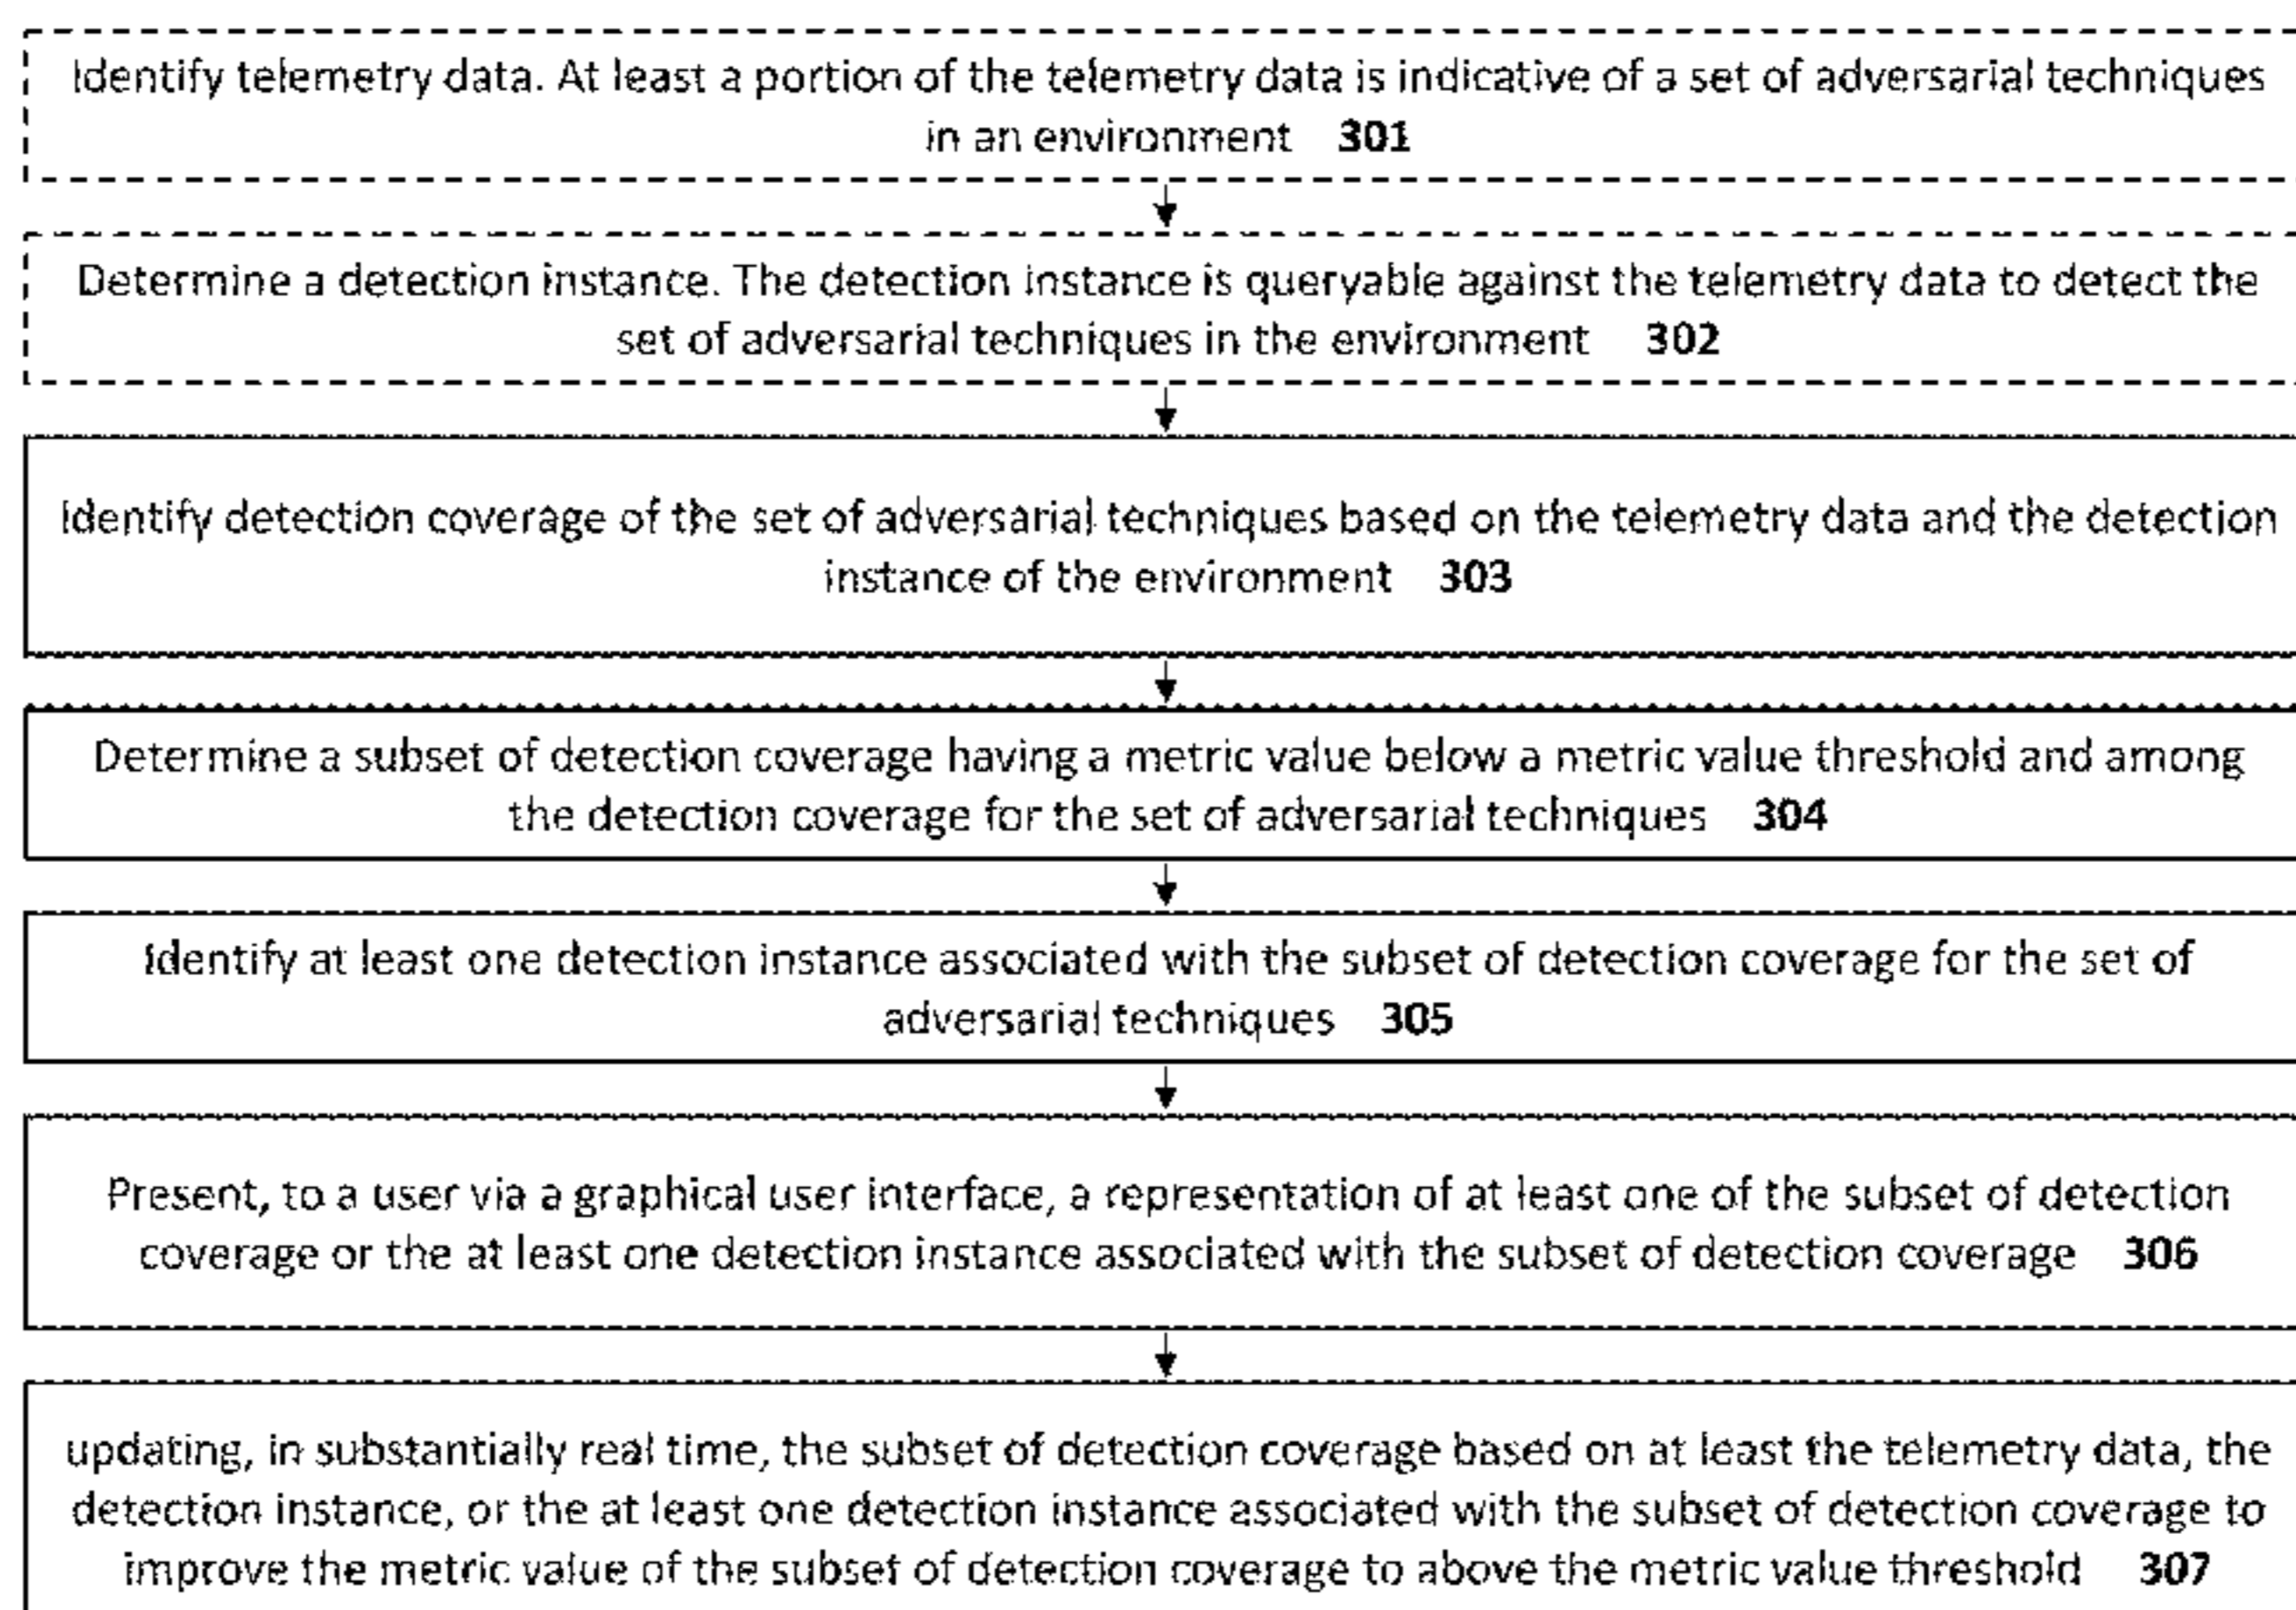 Identify telemetry data. At least a portion of the telemetry data is indicative of a set of adversarial techniques
in an environment 301
Determine a detection instance. The detection instance is queryable against the telemetry data to detect the
set of adversarial techniques in the environment 302
Identify detection coverage of the set of adversarial techniques based on the telemetry data and the detection
instance of the environment 303
Determine a subset of detection coverage having a metric value below a metric value threshold and among
the detection coverage for the set of adversarial techniques 304
Identify at least one detection instance associated with the subset of detection coverage for the set of
adversarial techniques 305
Present, to a user via a graphical user interface, a representation of at least one of the subset of detection
coverage or the at least one detection instance associated with the subset of detection coverage 306
updating, in substantially real time, the subset of detection coverage based on at least the telemetry data, the
detection instance, or the at least one detection instance associated with the subset of detection coverage to
improve the metric value of the subset of detection coverage to above the metric value threshold 307